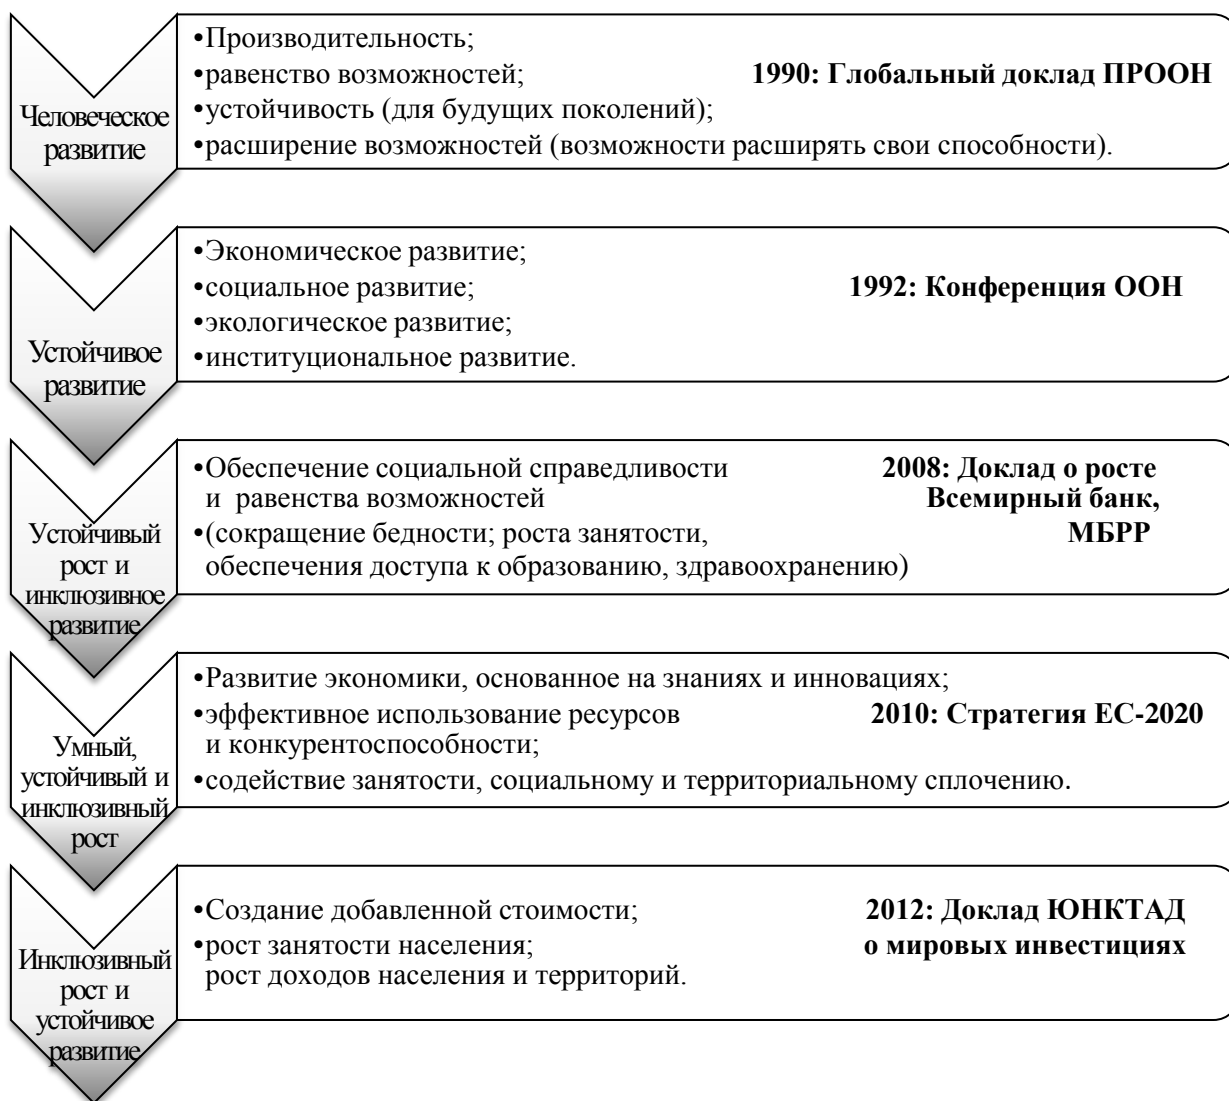 Человеческое
развитие
•Производительность;
•равенство возможностей; 1990: Глобальный доклад ПРООН
•устойчивость (для будущих поколений);
•расширение возможностей (возможности расширять свои способности).
Устойчивое
развитие
•Экономическое развитие;
•социальное развитие; 1992: Конференция ООН
•экологическое развитие;
•институциональное развитие.
Устойчивый
рост и
инклюзивное
развитие
•Обеспечение социальной справедливости 2008: Доклад о росте
и равенства возможностей Всемирный банк,
•(сокращение бедности; роста занятости, МБРР
обеспечения доступа к образованию, здравоохранению)
Умный,
устойчивый и
инклюзивный
рост
•Развитие экономики, основанное на знаниях и инновациях;
•эффективное использование ресурсов 2010: Стратегия ЕС-2020
и конкурентоспособности;
•содействие занятости, социальному и территориальному сплочению.
Инклюзивный
рост и
устойчивое
развитие
•Создание добавленной стоимости; 2012: Доклад ЮНКТАД
•рост занятости населения; о мировых инвестициях
рост доходов населения и территорий.